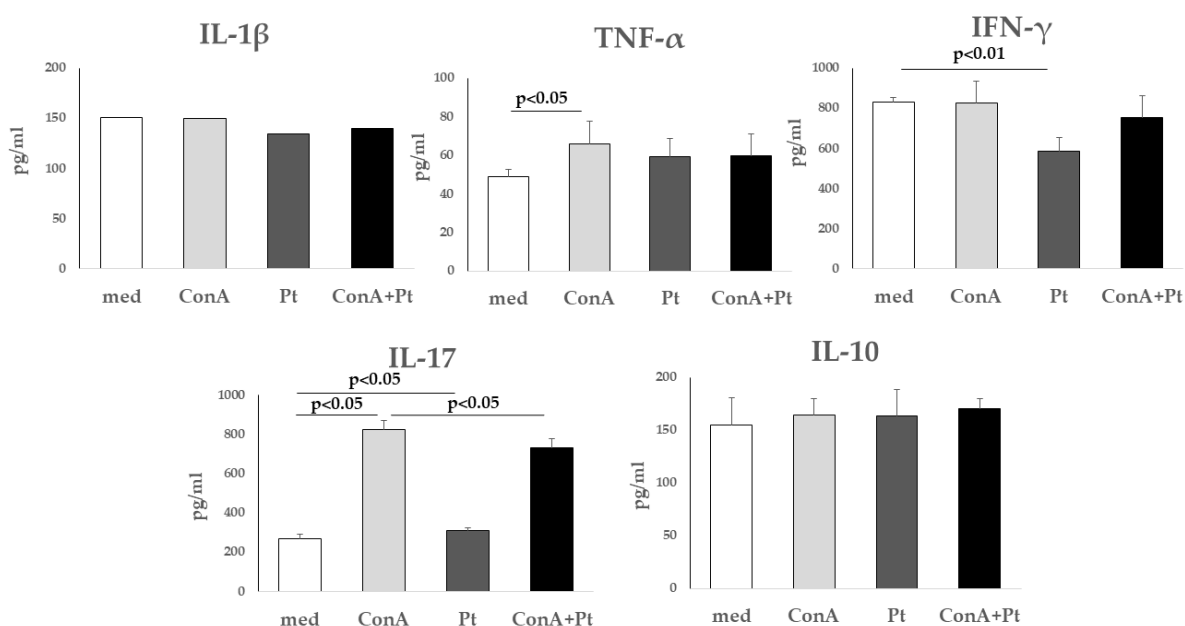 IL-1β
200
150
100
50
0
pg/ml
med ConA Pt ConA+Pt
TNF-α
100
80
60
40
20
0
pg/ml
p<0.05
med ConA Pt ConA+Pt
IFN-γ
p<0.01
1000
800
600
400
200
0
pg/ml
med ConA Pt ConA+Pt
IL-17
p<0.05
p<0.05 p<0.05
1000
800
600
400
200
0
pg/ml
med ConA Pt ConA+Pt
IL-10
200
150
100
50
0
pg/ml
med ConA Pt ConA+Pt